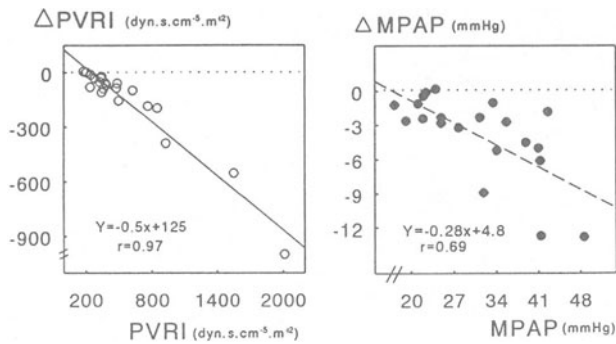 △PVRI (dyn.s.cm⁻⁵.m²)
0
-300
-600
-900
Y=-0.5x+125
r=0.97
200 800 1400 2000
PVRI (dyn.s.cm⁻⁵.m²)
△MPAP (mmHg)
0
-3
-6
-9
-12
Y=-0.28x+4.8
r=0.69
20 27 34 41 48
MPAP (mmHg)